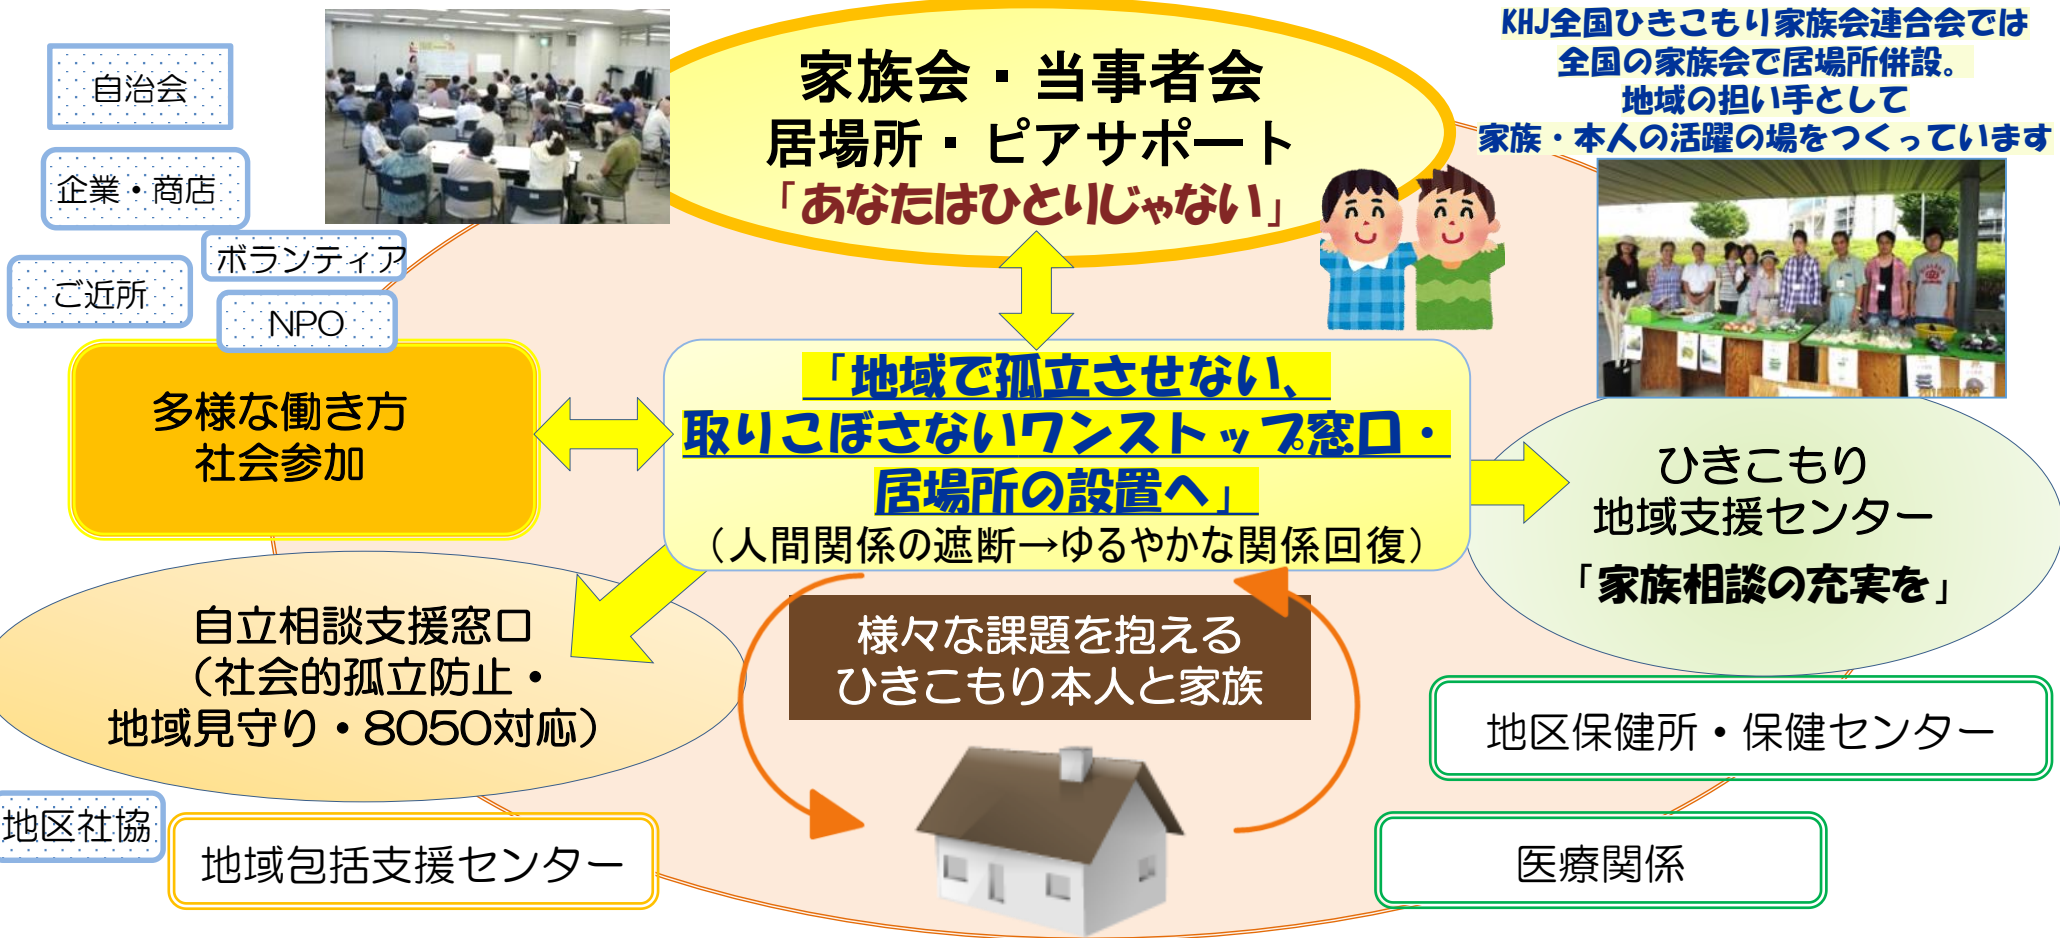 KHJ全国ひきこもり家族会連合会では
全国の家族会で居場所併設。
地域の担い手として
家族・本人の活躍の場をつくっています
家族会・当事者会
居場所・ピアサポート
「あなたはひとりじゃない」
自治会
企業・商店
ボランティア
ご近所
NPO
多様な働き方
社会参加
「地域で孤立させない、
取りこぼさないワンストップ窓口・
居場所の設置へ」
（人間関係の遮断→ゆるやかな関係回復）
ひきこもり
地域支援センター
「家族相談の充実を」
自立相談支援窓口
（社会的孤立防止・
地域見守り・8050対応）
様々な課題を抱える
ひきこもり本人と家族
地区保健所・保健センター
地区社協
地域包括支援センター
医療関係